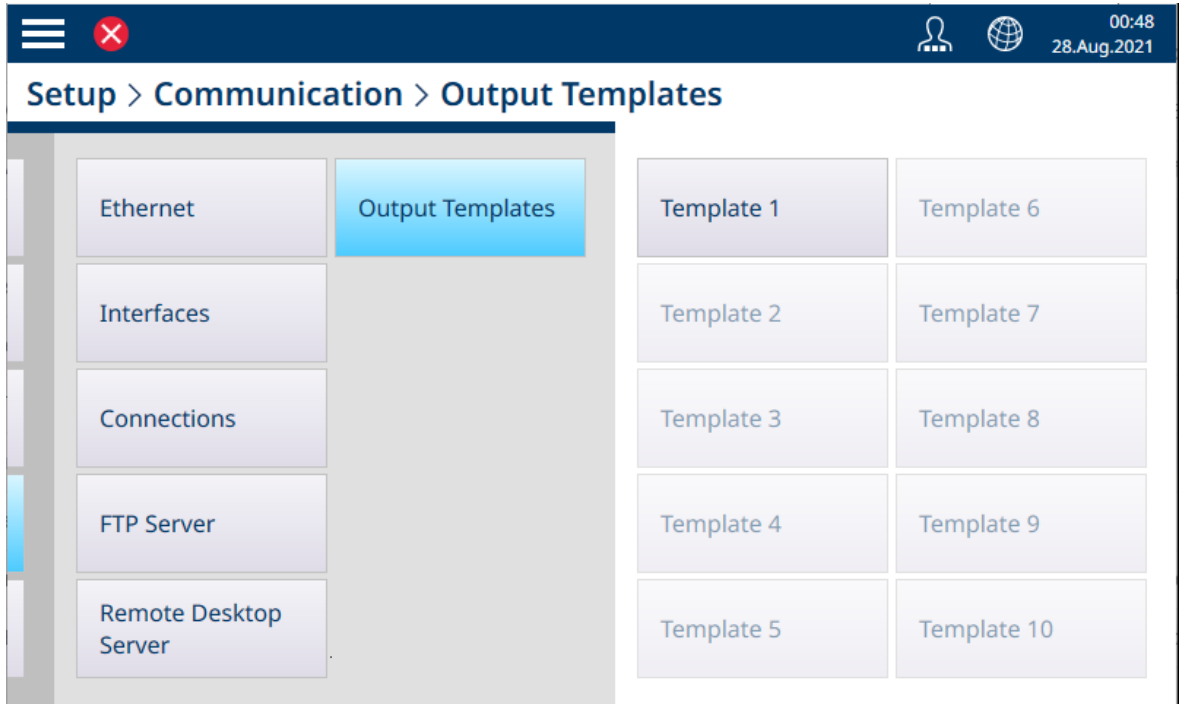 00:48
28.Aug.2021
Setup > Communication > Output Templates
Ethernet
Output Templates
Template 1
Template 6
Interfaces
Template 2
Template 7
Connections
Template 3
Template 8
FTP Server
Template 4
Template 9
Remote Desktop
Server
Template 5
Template 10